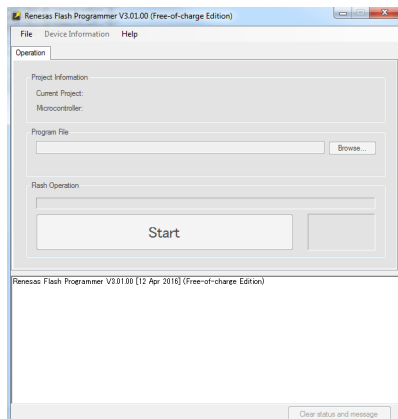 Renesas Flash Programmer V3.01.00 (Free-of-charge Edition)
File Device Information Help
Operation
Project Information
Current Project:
Microcontroller:
Program File
Browse...
Flash Operation
Start
Renesas Flash Programmer V3.01.00 [12 Apr 2016] (Free-of-charge Edition)
Clear status and message